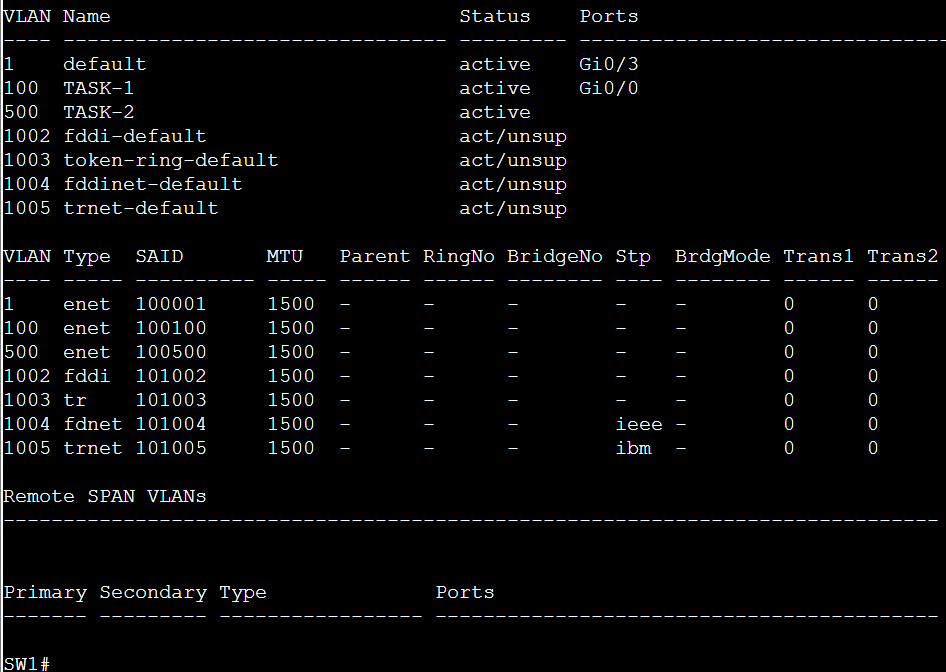 VLAN Name                             Status    Ports
---- -------------------------------- --------- -------------------------------
1    default                          active    Gi0/3
100  TASK-1                           active    Gi0/0
500  TASK-2                           active
1002 fddi-default                     act/unsup
1003 token-ring-default               act/unsup
1004 fddinet-default                  act/unsup
1005 trnet-default                    act/unsup
VLAN Type  SAID       MTU   Parent RingNo BridgeNo Stp  BrdgMode Trans1 Trans2
---- ----- ---------- ----- ------ ------ -------- ---- -------- ------ ------
1    enet  100001     1500  -      -      -        -    -        0      0
100  enet  100100     1500  -      -      -        -    -        0      0
500  enet  100500     1500  -      -      -        -    -        0      0
1002 fddi  101002     1500  -      -      -        -    -        0      0
1003 tr    101003     1500  -      -      -        -    -        0      0
1004 fdnet 101004     1500  -      -      -        ieee -        0      0
1005 trnet 101005     1500  -      -      -        ibm  -        0      0
Remote SPAN VLANs
------------------------------------------------------------------------------
Primary Secondary Type              Ports
------- --------- ----------------- ------------------------------------------
SW1#